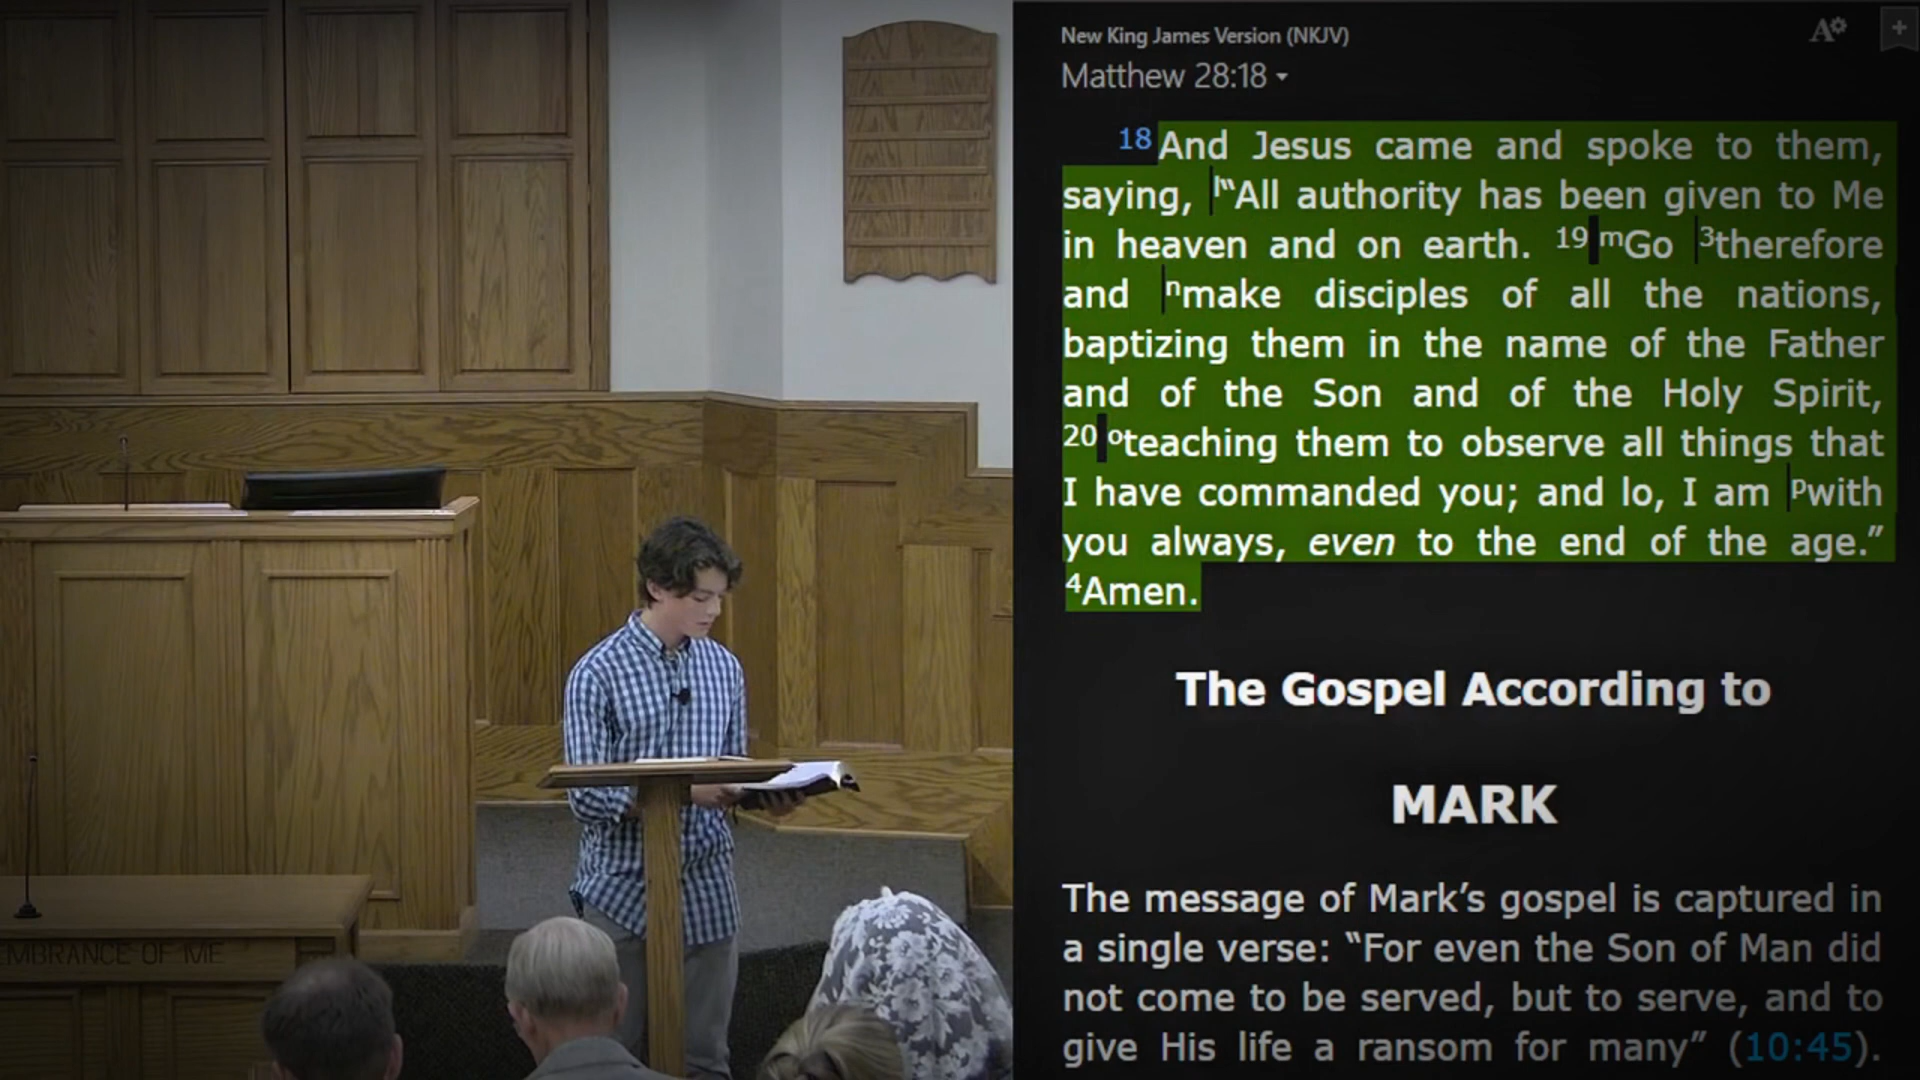 New King James Version (NKJV)
Matthew 28:18
18 And Jesus came and spoke to them,
saying, l“All authority has been given to Me
in heaven and on earth. 19 mGo 3therefore
and nmake disciples of all the nations,
baptizing them in the name of the Father
and of the Son and of the Holy Spirit,
20 oteaching them to observe all things that
I have commanded you; and lo, I am pwith
you always, even to the end of the age.”
4Amen.
The Gospel According to
MARK
The message of Mark’s gospel is captured in
a single verse: “For even the Son of Man did
not come to be served, but to serve, and to
give His life a ransom for many” (10:45).
MBRANCE OF ME